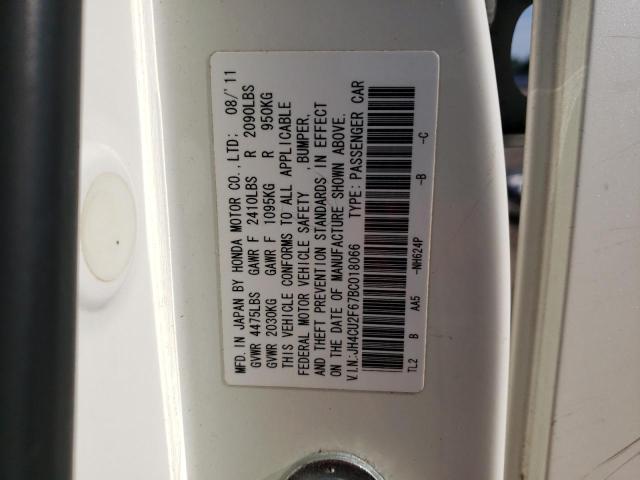 MFD. IN JAPAN BY HONDA MOTOR CO., LTD; 08/'11
GVWR 4475LBS GAWR F 2410LBS R 2090LBS
GVWR 2030KG GAWR F 1095KG R 950KG
THIS VEHICLE CONFORMS TO ALL APPLICABLE
FEDERAL MOTOR VEHICLE SAFETY ,BUMPER,
AND THEFT PREVENTION STANDARDS IN EFFECT
ON THE DATE OF MANUFACTURE SHOWN ABOVE.
V.I.N.:JH4CU2F67BC018066 TYPE: PASSENGER CAR
TL2 B AA5 -NH624P -B -C